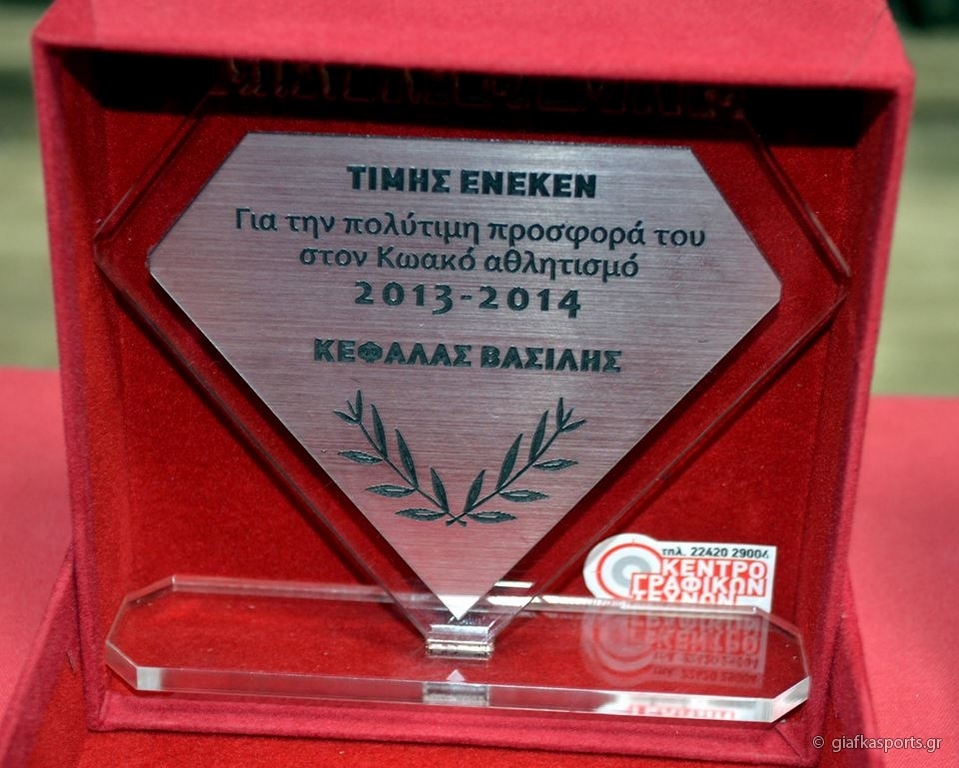 ΤΙΜΗΣ ΕΝΕΚΕΝ
Για την πολύτιμη προσφορά του
στον Κωακό αθλητισμό
2013-2014
ΚΕΦΑΛΑΣ ΒΑΣΙΛΗΣ
τηλ. 22420 29004
ΚΕΝΤΡΟ
ΓΡΑΦΙΚΩΝ
ΤΕΧΝΩΝ
© giafkasports.gr